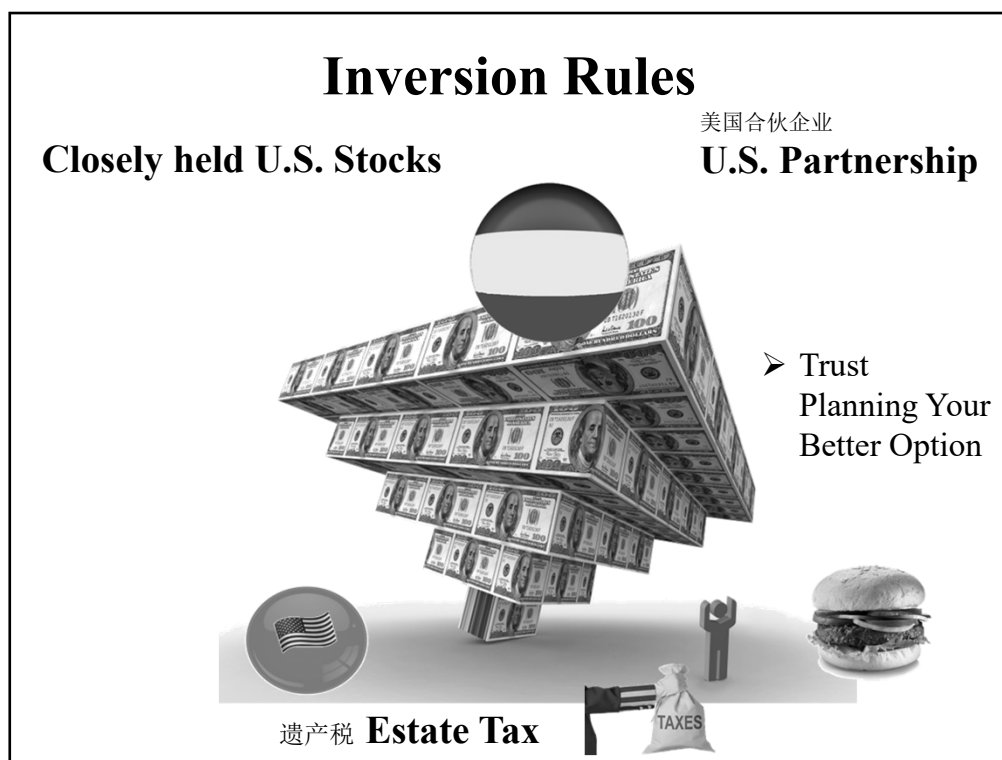 Inversion Rules
Closely held U.S. Stocks
美国合伙企业
U.S. Partnership
➢ Trust
Planning Your
Better Option
TAXES
遗产税 Estate Tax